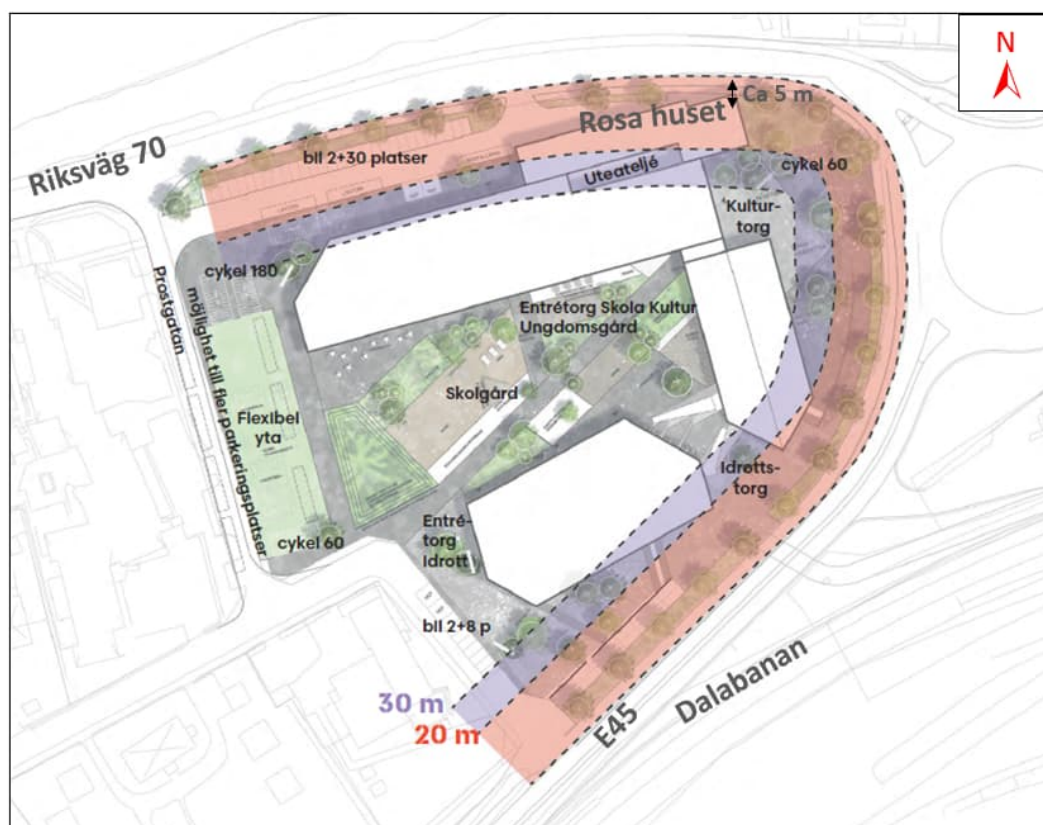 N
Ca 5 m
Rosa huset
bil 2+30 platser
Riksväg 70
Uteateljé
cykel 60
Kultur-
torg
cykel 180
Prostgatan
möjlighet till fler parkeringsplatser
Entrétorg Skola Kultur
Ungdomsgård
Skolgård
Flexibel
yta
Idrotts-
torg
Entré-
torg
Idrott
cykel 60
bil 2+8 p
30 m
20 m
E45
Dalabanan